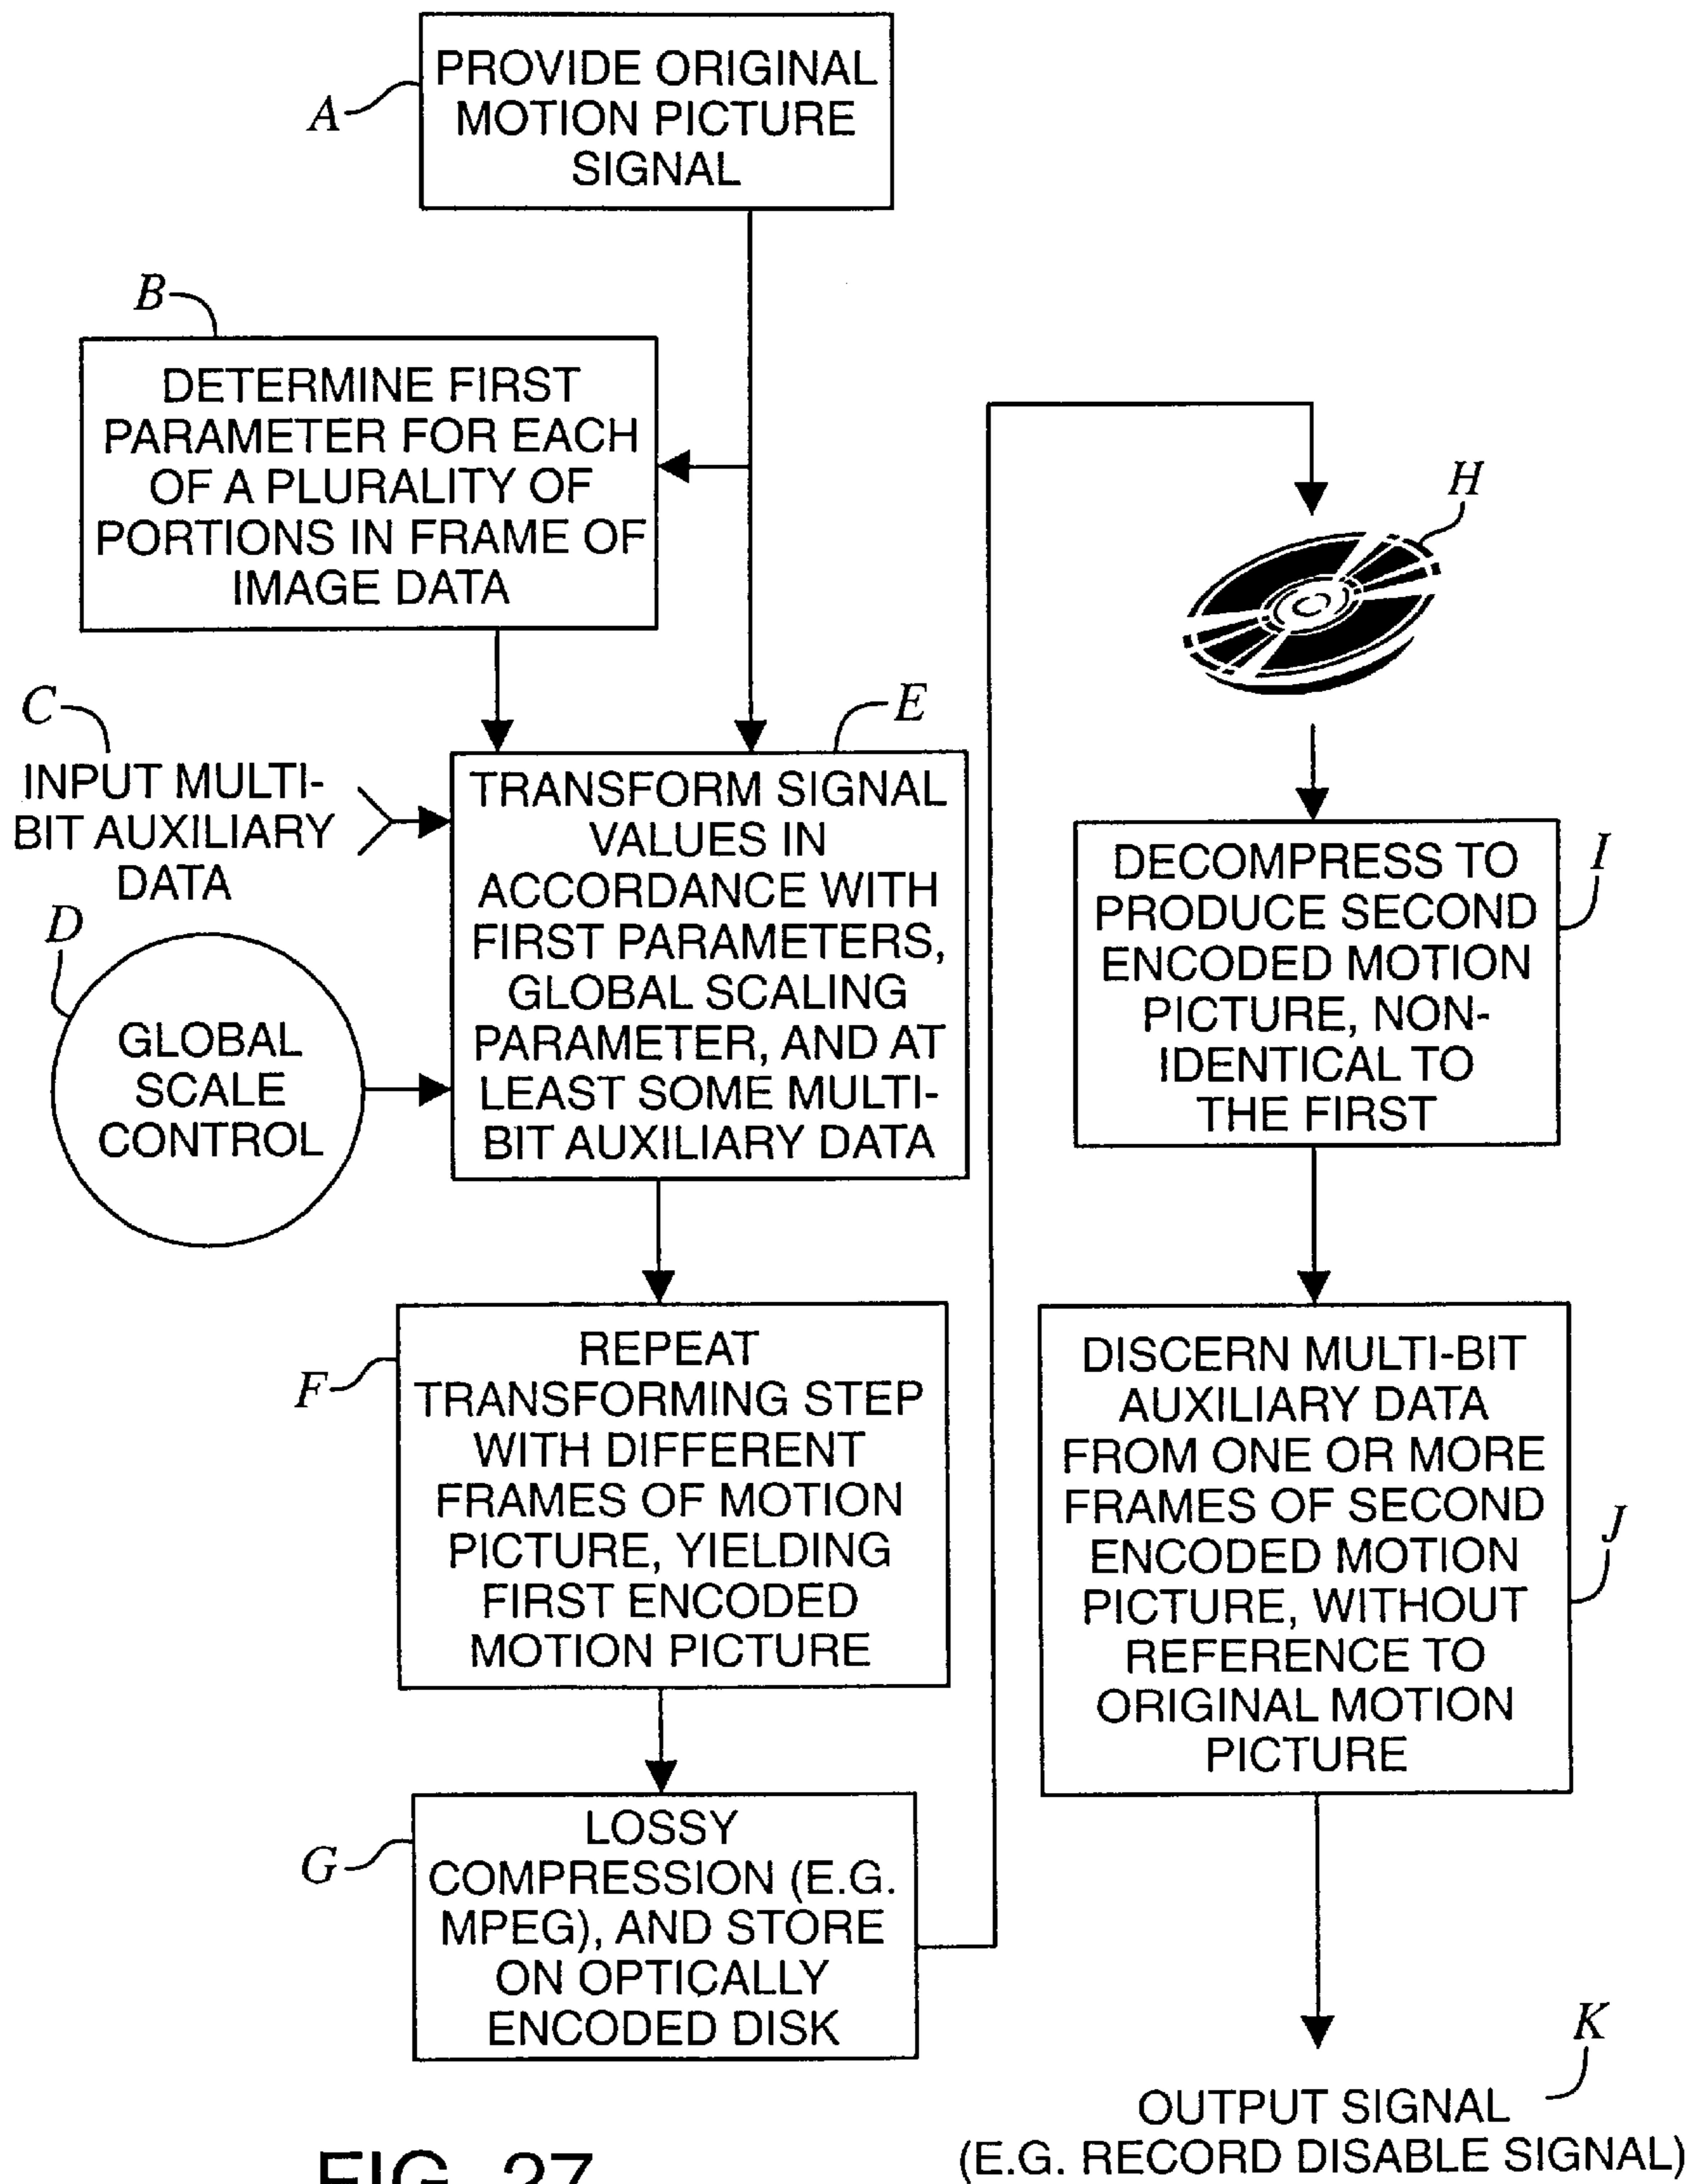 A
PROVIDE ORIGINAL
MOTION PICTURE
SIGNAL
B
DETERMINE FIRST
PARAMETER FOR EACH
OF A PLURALITY OF
PORTIONS IN FRAME OF
IMAGE DATA
C
INPUT MULTI-
BIT AUXILIARY
DATA
D
GLOBAL
SCALE
CONTROL
E
TRANSFORM SIGNAL
VALUES IN
ACCORDANCE WITH
FIRST PARAMETERS,
GLOBAL SCALING
PARAMETER, AND AT
LEAST SOME MULTI-
BIT AUXILIARY DATA
F
REPEAT
TRANSFORMING STEP
WITH DIFFERENT
FRAMES OF MOTION
PICTURE, YIELDING
FIRST ENCODED
MOTION PICTURE
G
LOSSY
COMPRESSION (E.G.
MPEG), AND STORE
ON OPTICALLY
ENCODED DISK
H
I
DECOMPRESS TO
PRODUCE SECOND
ENCODED MOTION
PICTURE, NON-
IDENTICAL TO
THE FIRST
J
DISCERN MULTI-BIT
AUXILIARY DATA
FROM ONE OR MORE
FRAMES OF SECOND
ENCODED MOTION
PICTURE, WITHOUT
REFERENCE TO
ORIGINAL MOTION
PICTURE
K
OUTPUT SIGNAL
(E.G. RECORD DISABLE SIGNAL)
FIG. 27